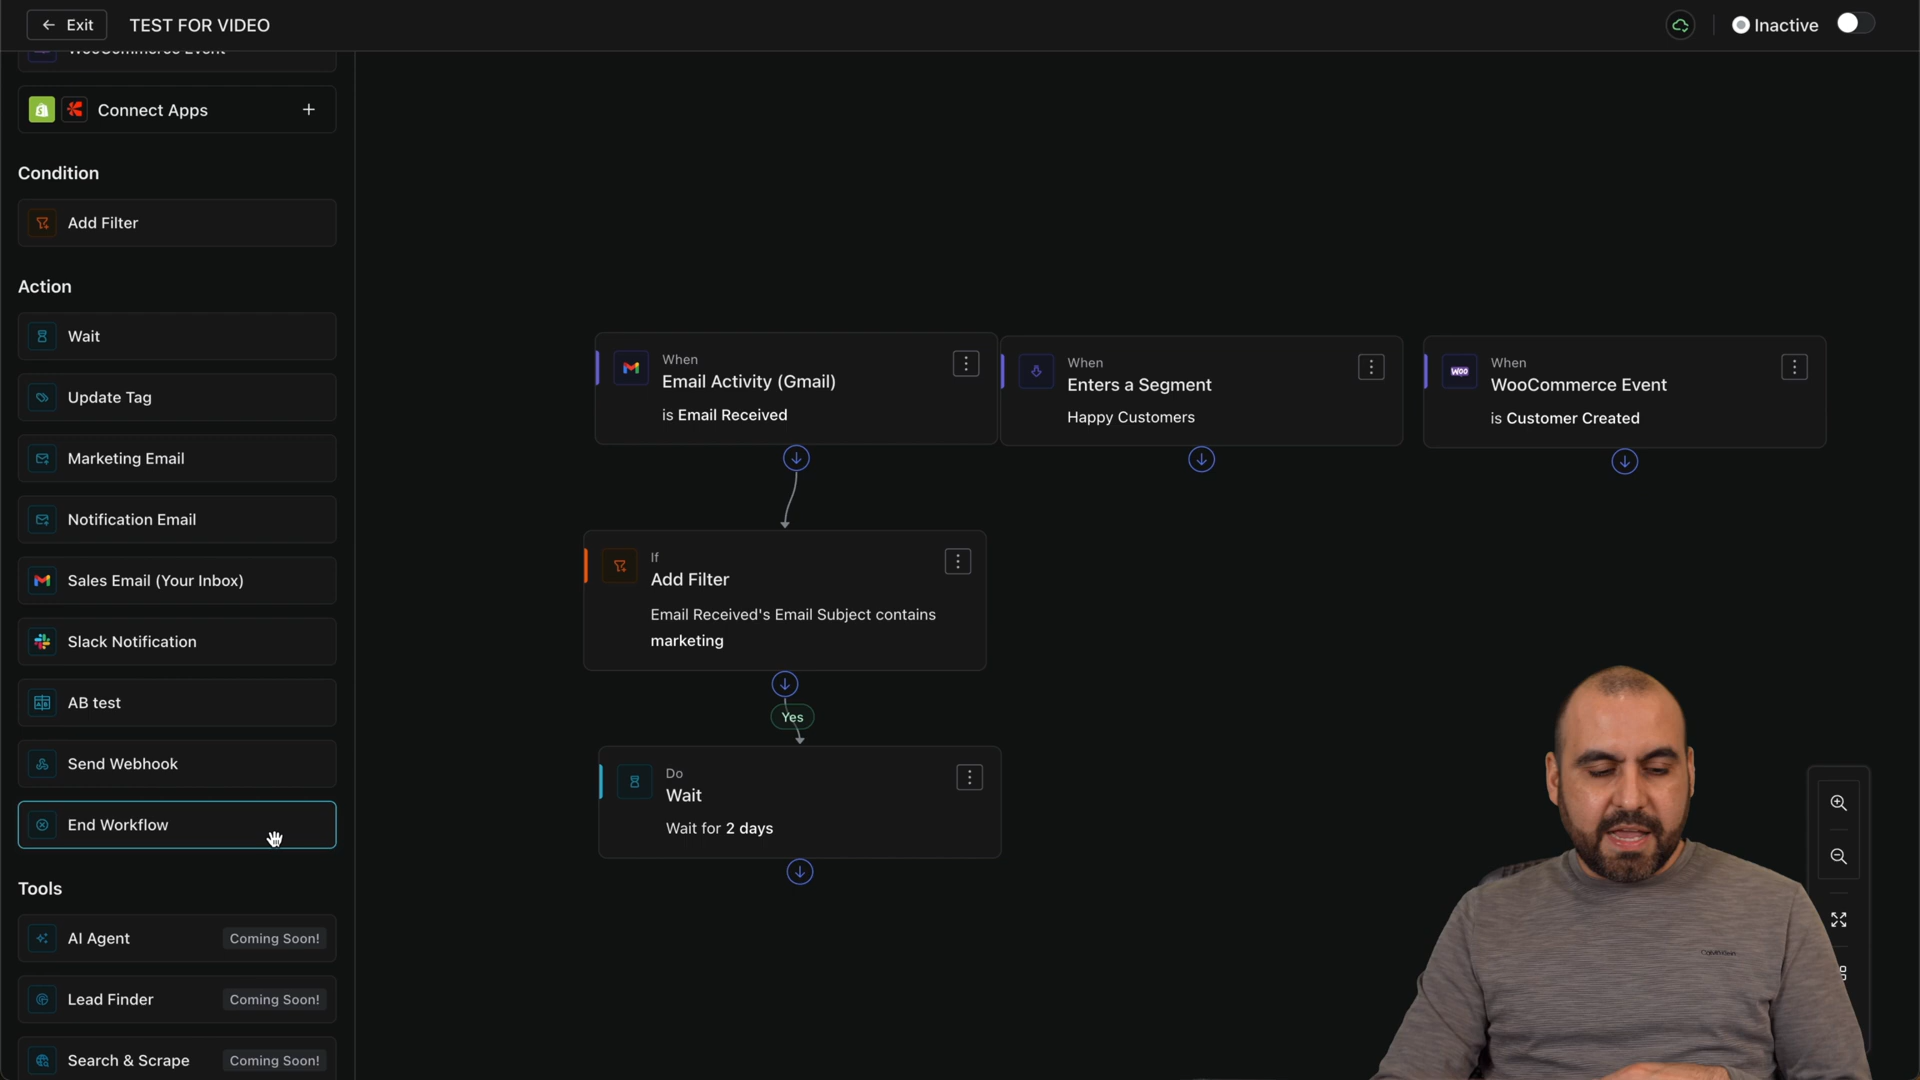 Exit
TEST FOR VIDEO
Inactive
WooCommerce Event
Connect Apps
Condition
Add Filter
Action
Wait
Update Tag
Marketing Email
Notification Email
Sales Email (Your Inbox)
Slack Notification
AB test
Send Webhook
End Workflow
Tools
AI Agent
Coming Soon!
Lead Finder
Coming Soon!
Search & Scrape
Coming Soon!
When
Email Activity (Gmail)
is Email Received
When
Enters a Segment
Happy Customers
WOO
When
WooCommerce Event
is Customer Created
If
Add Filter
Email Received's Email Subject contains
marketing
Yes
Do
Wait
Wait for 2 days